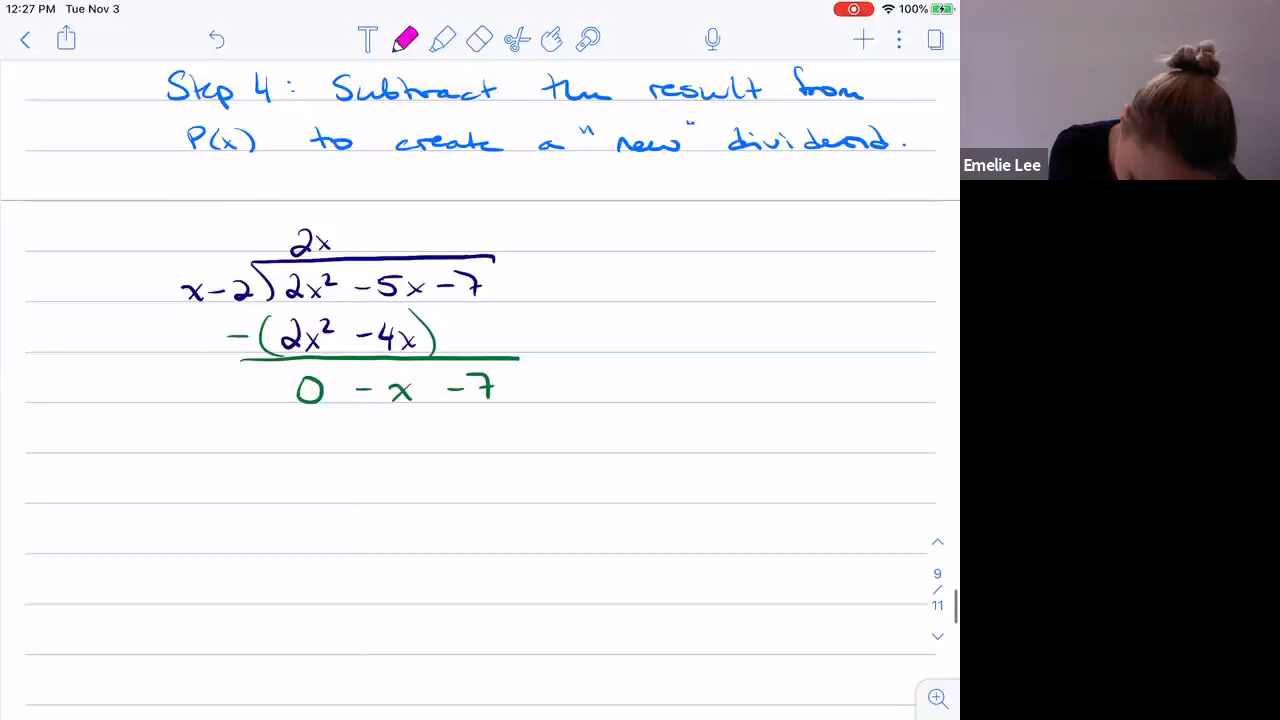 12:27 PM Tue Nov 3
100%
T
Step 4 : Subtract the result from
P(x) to create a "new" dividend.
Emelie Lee
2x
x-2)2x² -5x -7
-(2x² -4x)
0 -x -7
9
/
11